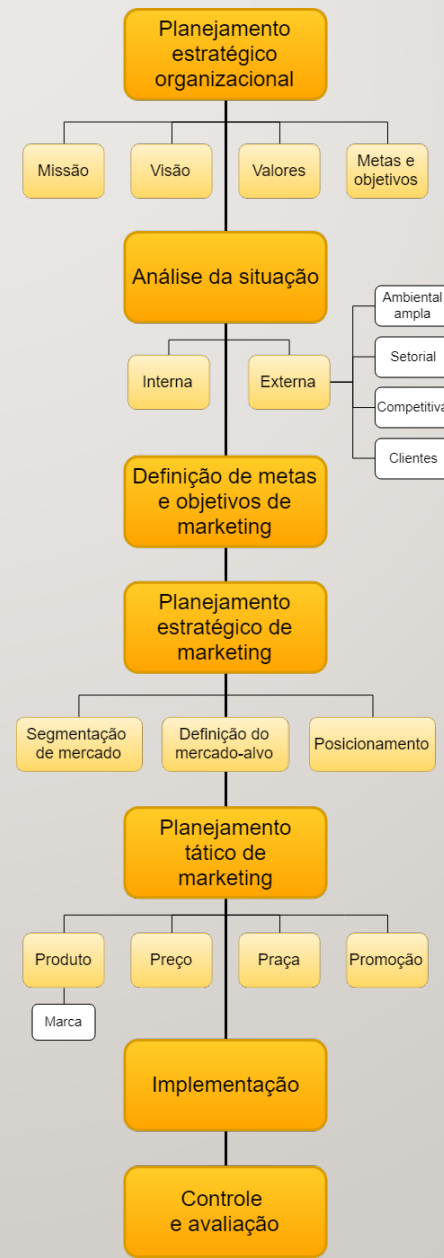 Planejamento
estratégico
organizacional
Missão
Visão
Valores
Metas e
objetivos
Análise da situação
Interna
Externa
Ambiental
ampla
Setorial
Competitiva
Clientes
Definição de metas
e objetivos de
marketing
Planejamento
estratégico de
marketing
Segmentação
de mercado
Definição do
mercado-alvo
Posicionamento
Planejamento
tático de
marketing
Produto
Preço
Praça
Promoção
Marca
Implementação
Controle
e avaliação